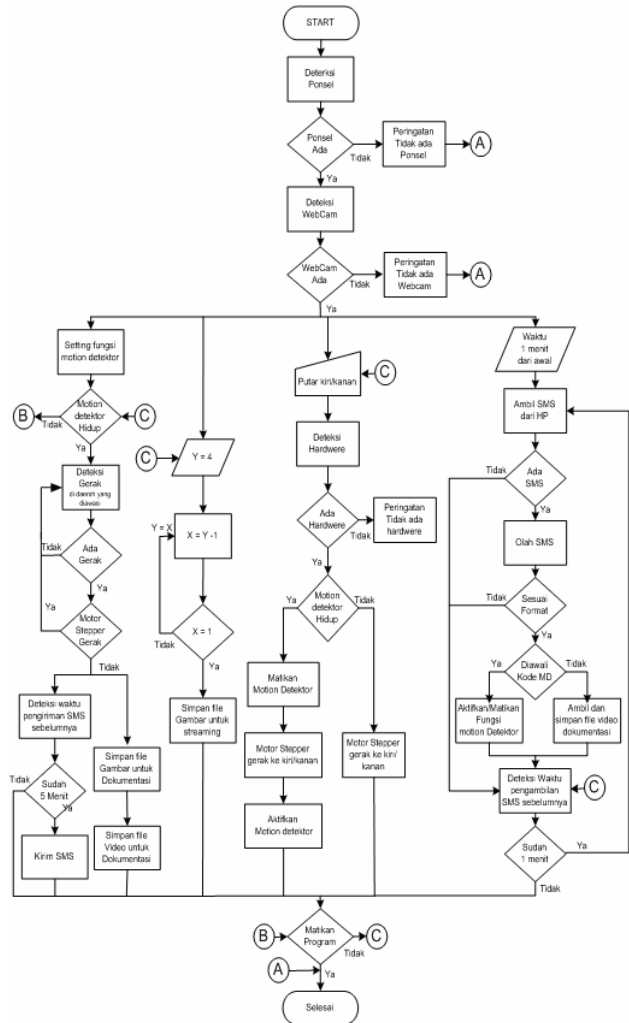 START
Deterksi
Ponsel
Ponsel
Ada
Tidak
Peringatan
Tidak ada
Ponsel
A
Ya
Deteksi
WebCam
WebCam
Ada
Tidak
Peringatan
Tidak ada
Webcam
A
Ya
Setting fungsi
motion detektor
B
Tidak
Motion
detektor
Hidup
C
Ya
Deteksi
Gerak
di daerah yang
diawasi
Tidak
Ada
Gerak
Ya
Ya
Motor
Stepper
Gerak
Tidak
Deteksi waktu
pengiriman SMS
sebelumnya
Tidak
Sudah
5 Menit
Ya
Kirim SMS
Simpan file
Gambar untuk
Dokumentasi
Simpan file
Video untuk
Dokumentasi
C
Y = 4
Y = X
X = Y -1
Tidak
X = 1
Ya
Simpan file
Gambar untuk
streaming
Putar kiri/kanan
C
Deteksi
Hardwere
Ada
Hardwere
Tidak
Peringatan
Tidak ada
hardwere
Ya
Ya
Motion
detektor
Hidup
Tidak
Matikan
Motion Detektor
Motor Stepper
gerak ke kiri/kanan
Aktifkan
Motion detektor
Motor Stepper
gerak ke kiri/
kanan
Waktu
1 menit
dari awal
Ambil SMS
dari HP
Tidak
Ada
SMS
Ya
Olah SMS
Tidak
Sesuai
Format
Ya
Ya
Diawali
Kode MD
Tidak
Aktifkan/Matikan
Fungsi
motion Detektor
Ambil dan
simpan file video
dokumentasi
Deteksi Waktu
pengambilan
SMS sebelumnya
C
Sudah
1 menit
Ya
Tidak
B
Matikan
Program
Tidak
C
A
Ya
Selesai